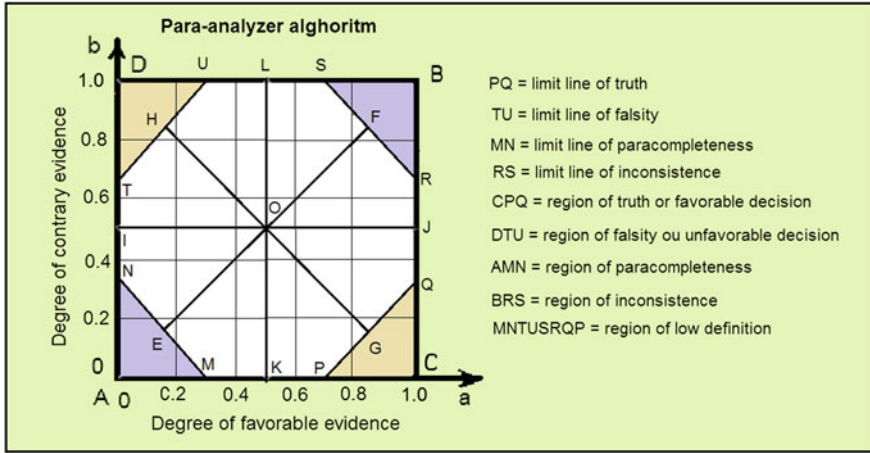 Para-analyzer alghoritm
b
D U L S B
1.0
H F
0.8
T R
0.6
O
I J
0.4
N Q
0.2
E M K P G C
0
A 0 0.2 0.4 0.6 0.8 1.0 a
Degree of contrary evidence
Degree of favorable evidence
PQ = limit line of truth
TU = limit line of falsity
MN = limit line of paracompleteness
RS = limit line of inconsistence
CPQ = region of truth or favorable decision
DTU = region of falsity ou unfavorable decision
AMN = region of paracompleteness
BRS = region of inconsistence
MNTUSRQP = region of low definition